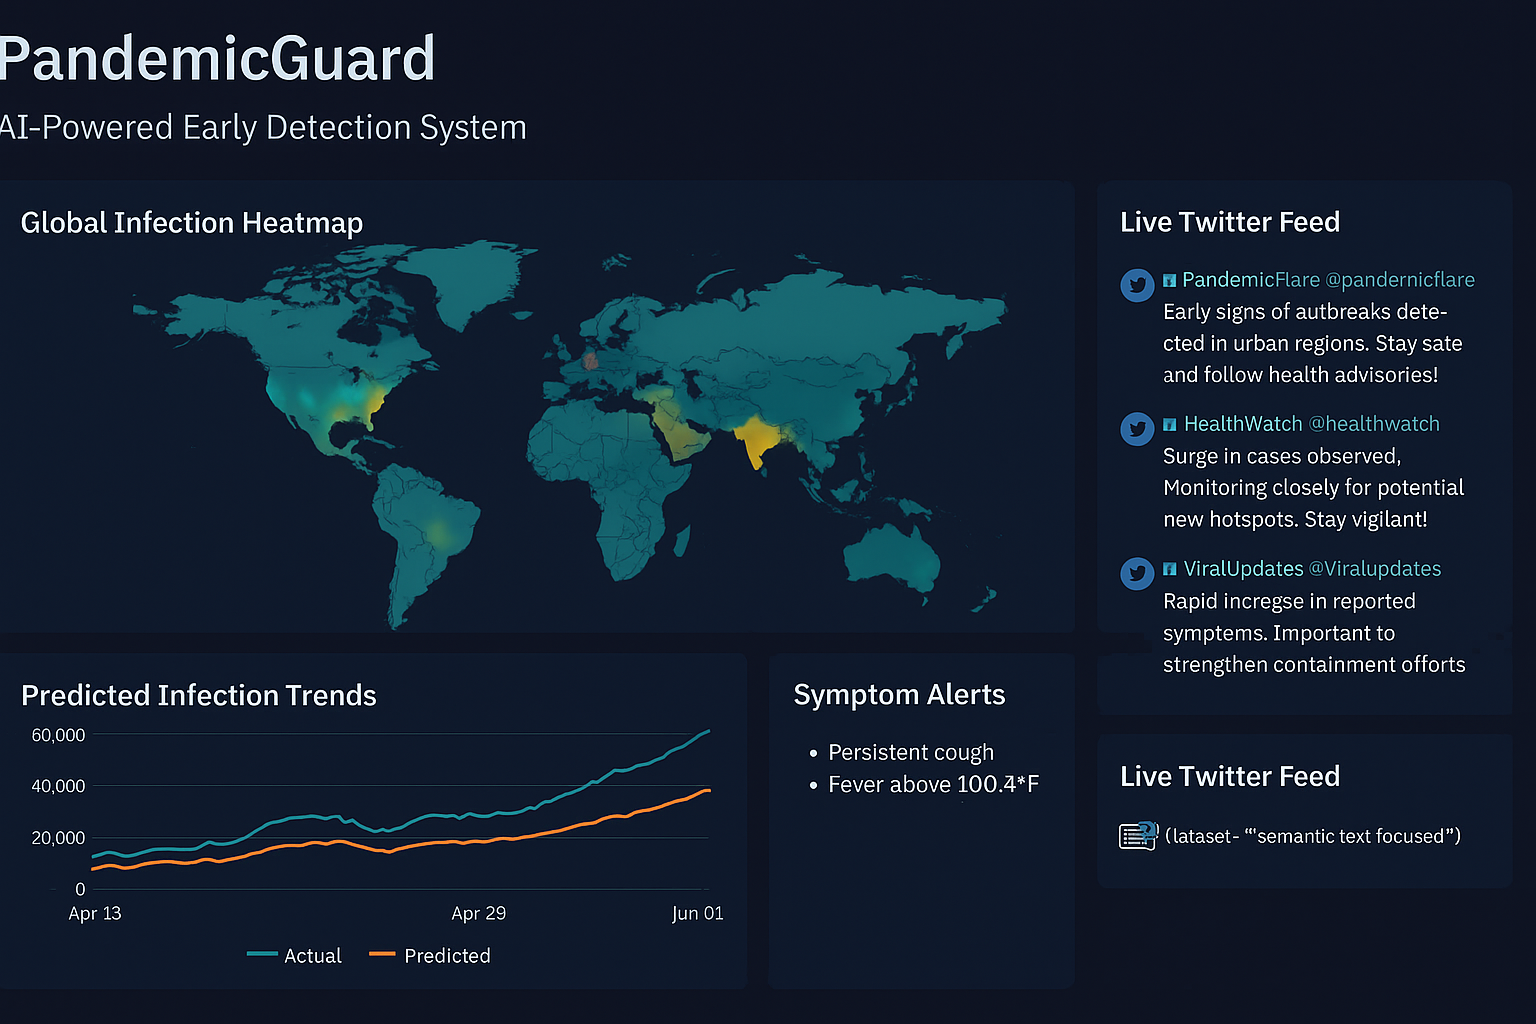 PandemicGuard
AI-Powered Early Detection System
Global Infection Heatmap
Live Twitter Feed
PandemicFlare @pandernicflare
Early signs of autbreaks dete-
cted in urban regions. Stay sate
and follow health advisories!
HealthWatch @healthwatch
Surge in cases observed,
Monitoring closely for potential
new hotspots. Stay vigilant!
ViralUpdates @Viralupdates
Rapid incregse in reported
symptoms. Important to
strengthen containment efforts
Predicted Infection Trends
60,000
40,000
20,000
0
Apr 13
Apr 29
Jun 01
Actual
Predicted
Symptom Alerts
• Persistent cough
• Fever above 100.4*F
Live Twitter Feed
(lataset- “‘semantic text focused”)